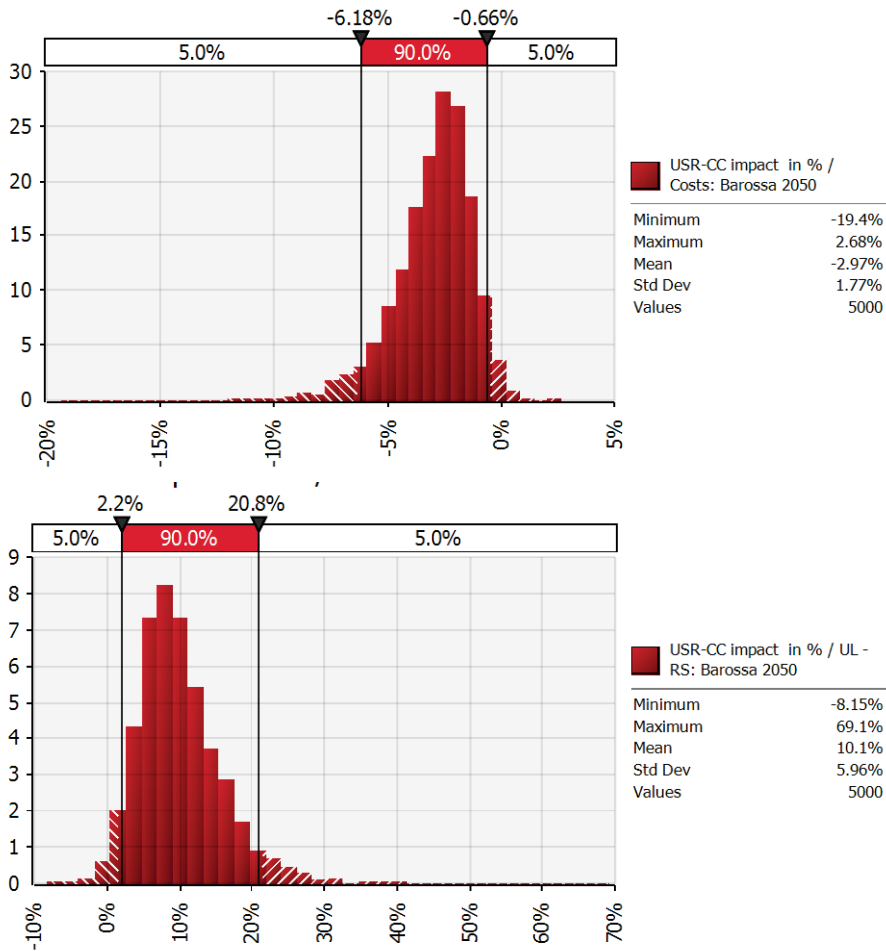 -6.18% -0.66%
5.0% 90.0% 5.0%
30
25
20
15
10
5
0
-20% -15% -10% -5% 0% 5%
USR-CC impact in % /
Costs: Barossa 2050
Minimum -19.4%
Maximum 2.68%
Mean -2.97%
Std Dev 1.77%
Values 5000
2.2% 20.8%
5.0% 90.0% 5.0%
9
8
7
6
5
4
3
2
1
0
-10% 0% 10% 20% 30% 40% 50% 60% 70%
USR-CC impact in % / UL -
RS: Barossa 2050
Minimum -8.15%
Maximum 69.1%
Mean 10.1%
Std Dev 5.96%
Values 5000